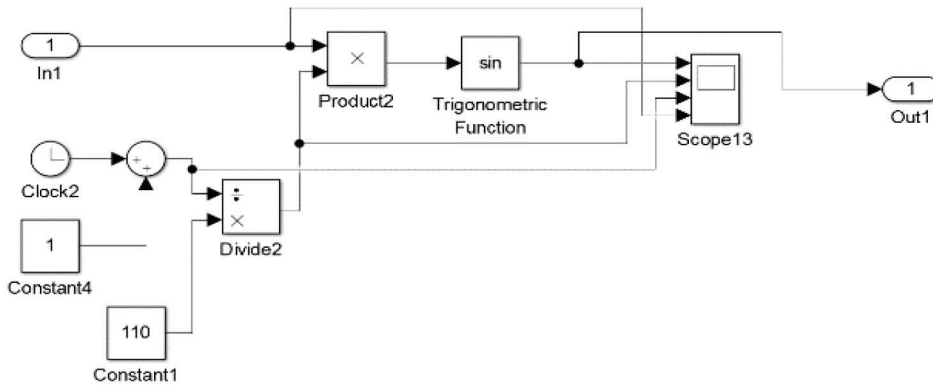 1
In1
×
Product2
sin
Trigonometric
Function
Scope13
1
Out1
Clock2
+
+
÷
×
Divide2
1
Constant4
110
Constant1